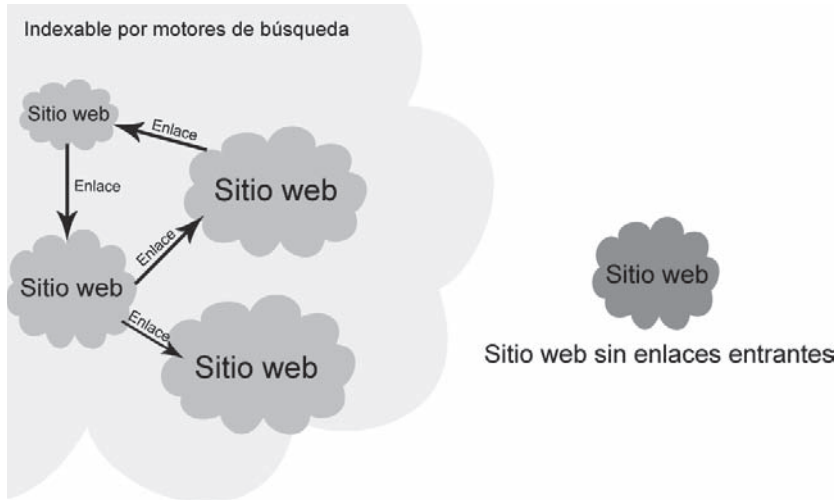 Indexable por motores de búsqueda
Sitio web
Enlace
Enlace
Sitio web
Enlace
Sitio web
Enlace
Sitio web
Sitio web
Sitio web sin enlaces entrantes